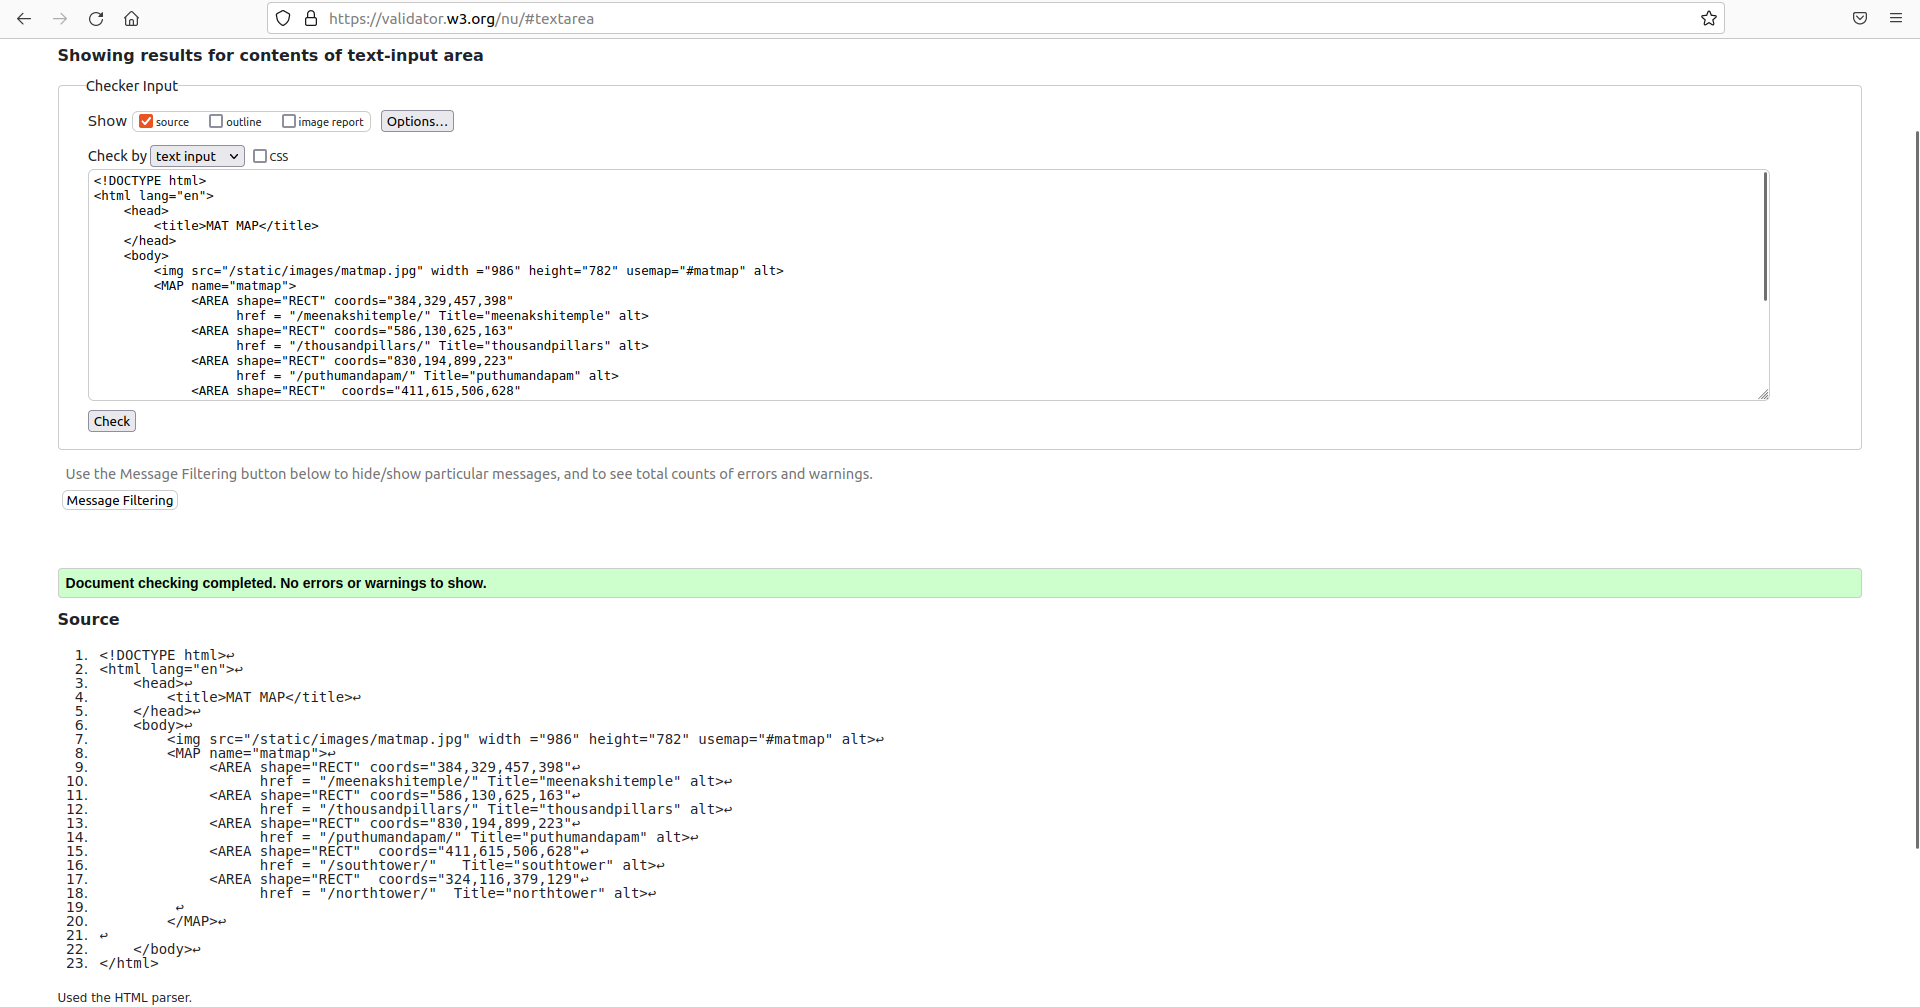 https://validator.w3.org/nu/#textarea
Showing results for contents of text-input area
Checker Input
Show source outline image report Options...
Check by text input CSS
<!DOCTYPE html>
<html lang="en">
    <head>
        <title>MAT MAP</title>
    </head>
    <body>
        <img src="/static/images/matmap.jpg" width ="986" height="782" usemap="#matmap" alt>
        <MAP name="matmap">
             <AREA shape="RECT" coords="384,329,457,398"
                   href = "/meenakshitemple/" Title="meenakshitemple" alt>
             <AREA shape="RECT" coords="586,130,625,163"
                   href = "/thousandpillars/" Title="thousandpillars" alt>
             <AREA shape="RECT" coords="830,194,899,223"
                   href = "/puthumandapam/" Title="puthumandapam" alt>
             <AREA shape="RECT"  coords="411,615,506,628"
Check
Use the Message Filtering button below to hide/show particular messages, and to see total counts of errors and warnings.
Message Filtering
Document checking completed. No errors or warnings to show.
Source
1. <!DOCTYPE html>↩
2. <html lang="en">↩
3.     <head>↩
4.         <title>MAT MAP</title>↩
5.     </head>↩
6.     <body>↩
7.         <img src="/static/images/matmap.jpg" width ="986" height="782" usemap="#matmap" alt>↩
8.         <MAP name="matmap">↩
9.              <AREA shape="RECT" coords="384,329,457,398"↩
10.                    href = "/meenakshitemple/" Title="meenakshitemple" alt>↩
11.              <AREA shape="RECT" coords="586,130,625,163"↩
12.                    href = "/thousandpillars/" Title="thousandpillars" alt>↩
13.              <AREA shape="RECT" coords="830,194,899,223"↩
14.                    href = "/puthumandapam/" Title="puthumandapam" alt>↩
15.              <AREA shape="RECT"  coords="411,615,506,628"↩
16.                    href = "/southtower/"   Title="southtower" alt>↩
17.              <AREA shape="RECT"  coords="324,116,379,129"↩
18.                    href = "/northtower/"  Title="northtower" alt>↩
19.          ↩
20.         </MAP>↩
21. ↩
22.     </body>↩
23. </html>
Used the HTML parser.